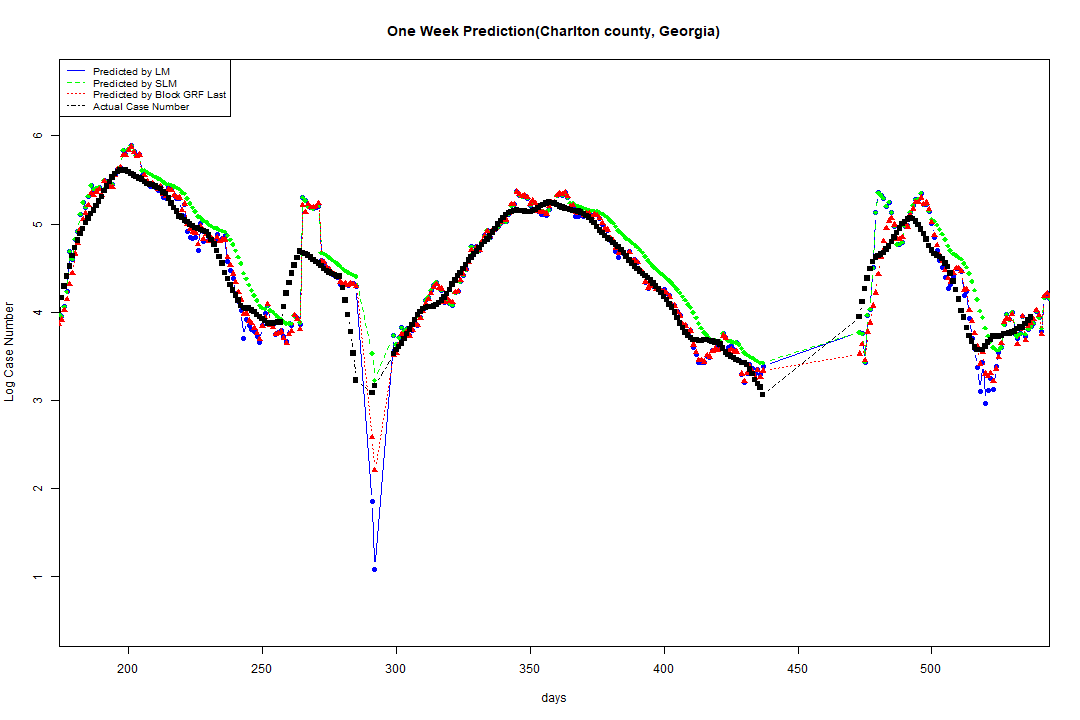 One Week Prediction(Charlton county, Georgia)
Predicted by LM
Predicted by SLM
Predicted by Block GRF Last
Actual Case Number
Log Case Number
6
5
4
3
2
1
200 250 300 350 400 450 500
days